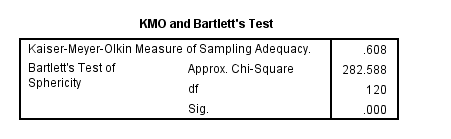 KMO and Bartlett's Test
Kaiser-Meyer-Olkin Measure of Sampling Adequacy. .608
Bartlett's Test of Approx. Chi-Square 282.588
Sphericity
df 120
Sig. .000